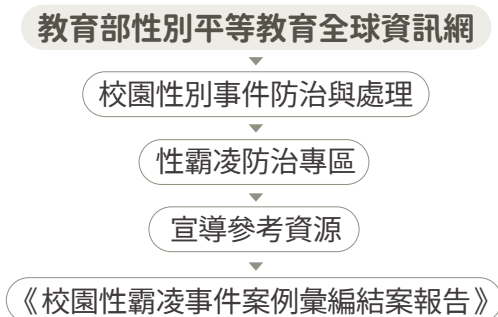 教育部性別平等教育全球資訊網
校園性別事件防治與處理
性霸凌防治專區
宣導參考資源
《校園性霸凌事件案例彙編結案報告》